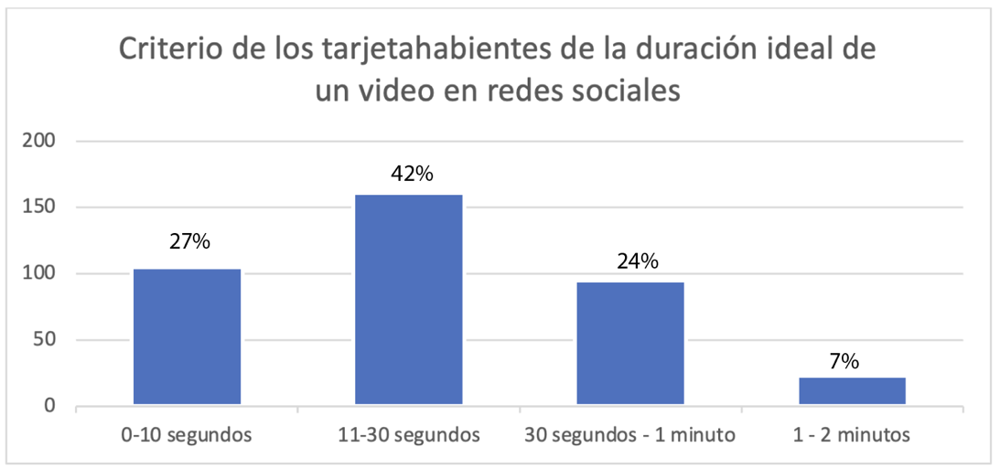 Criterio de los tarjetahabientes de la duración ideal de
un video en redes sociales
200
150
100
50
0
27%
42%
24%
7%
0-10 segundos
11-30 segundos
30 segundos - 1 minuto
1 - 2 minutos